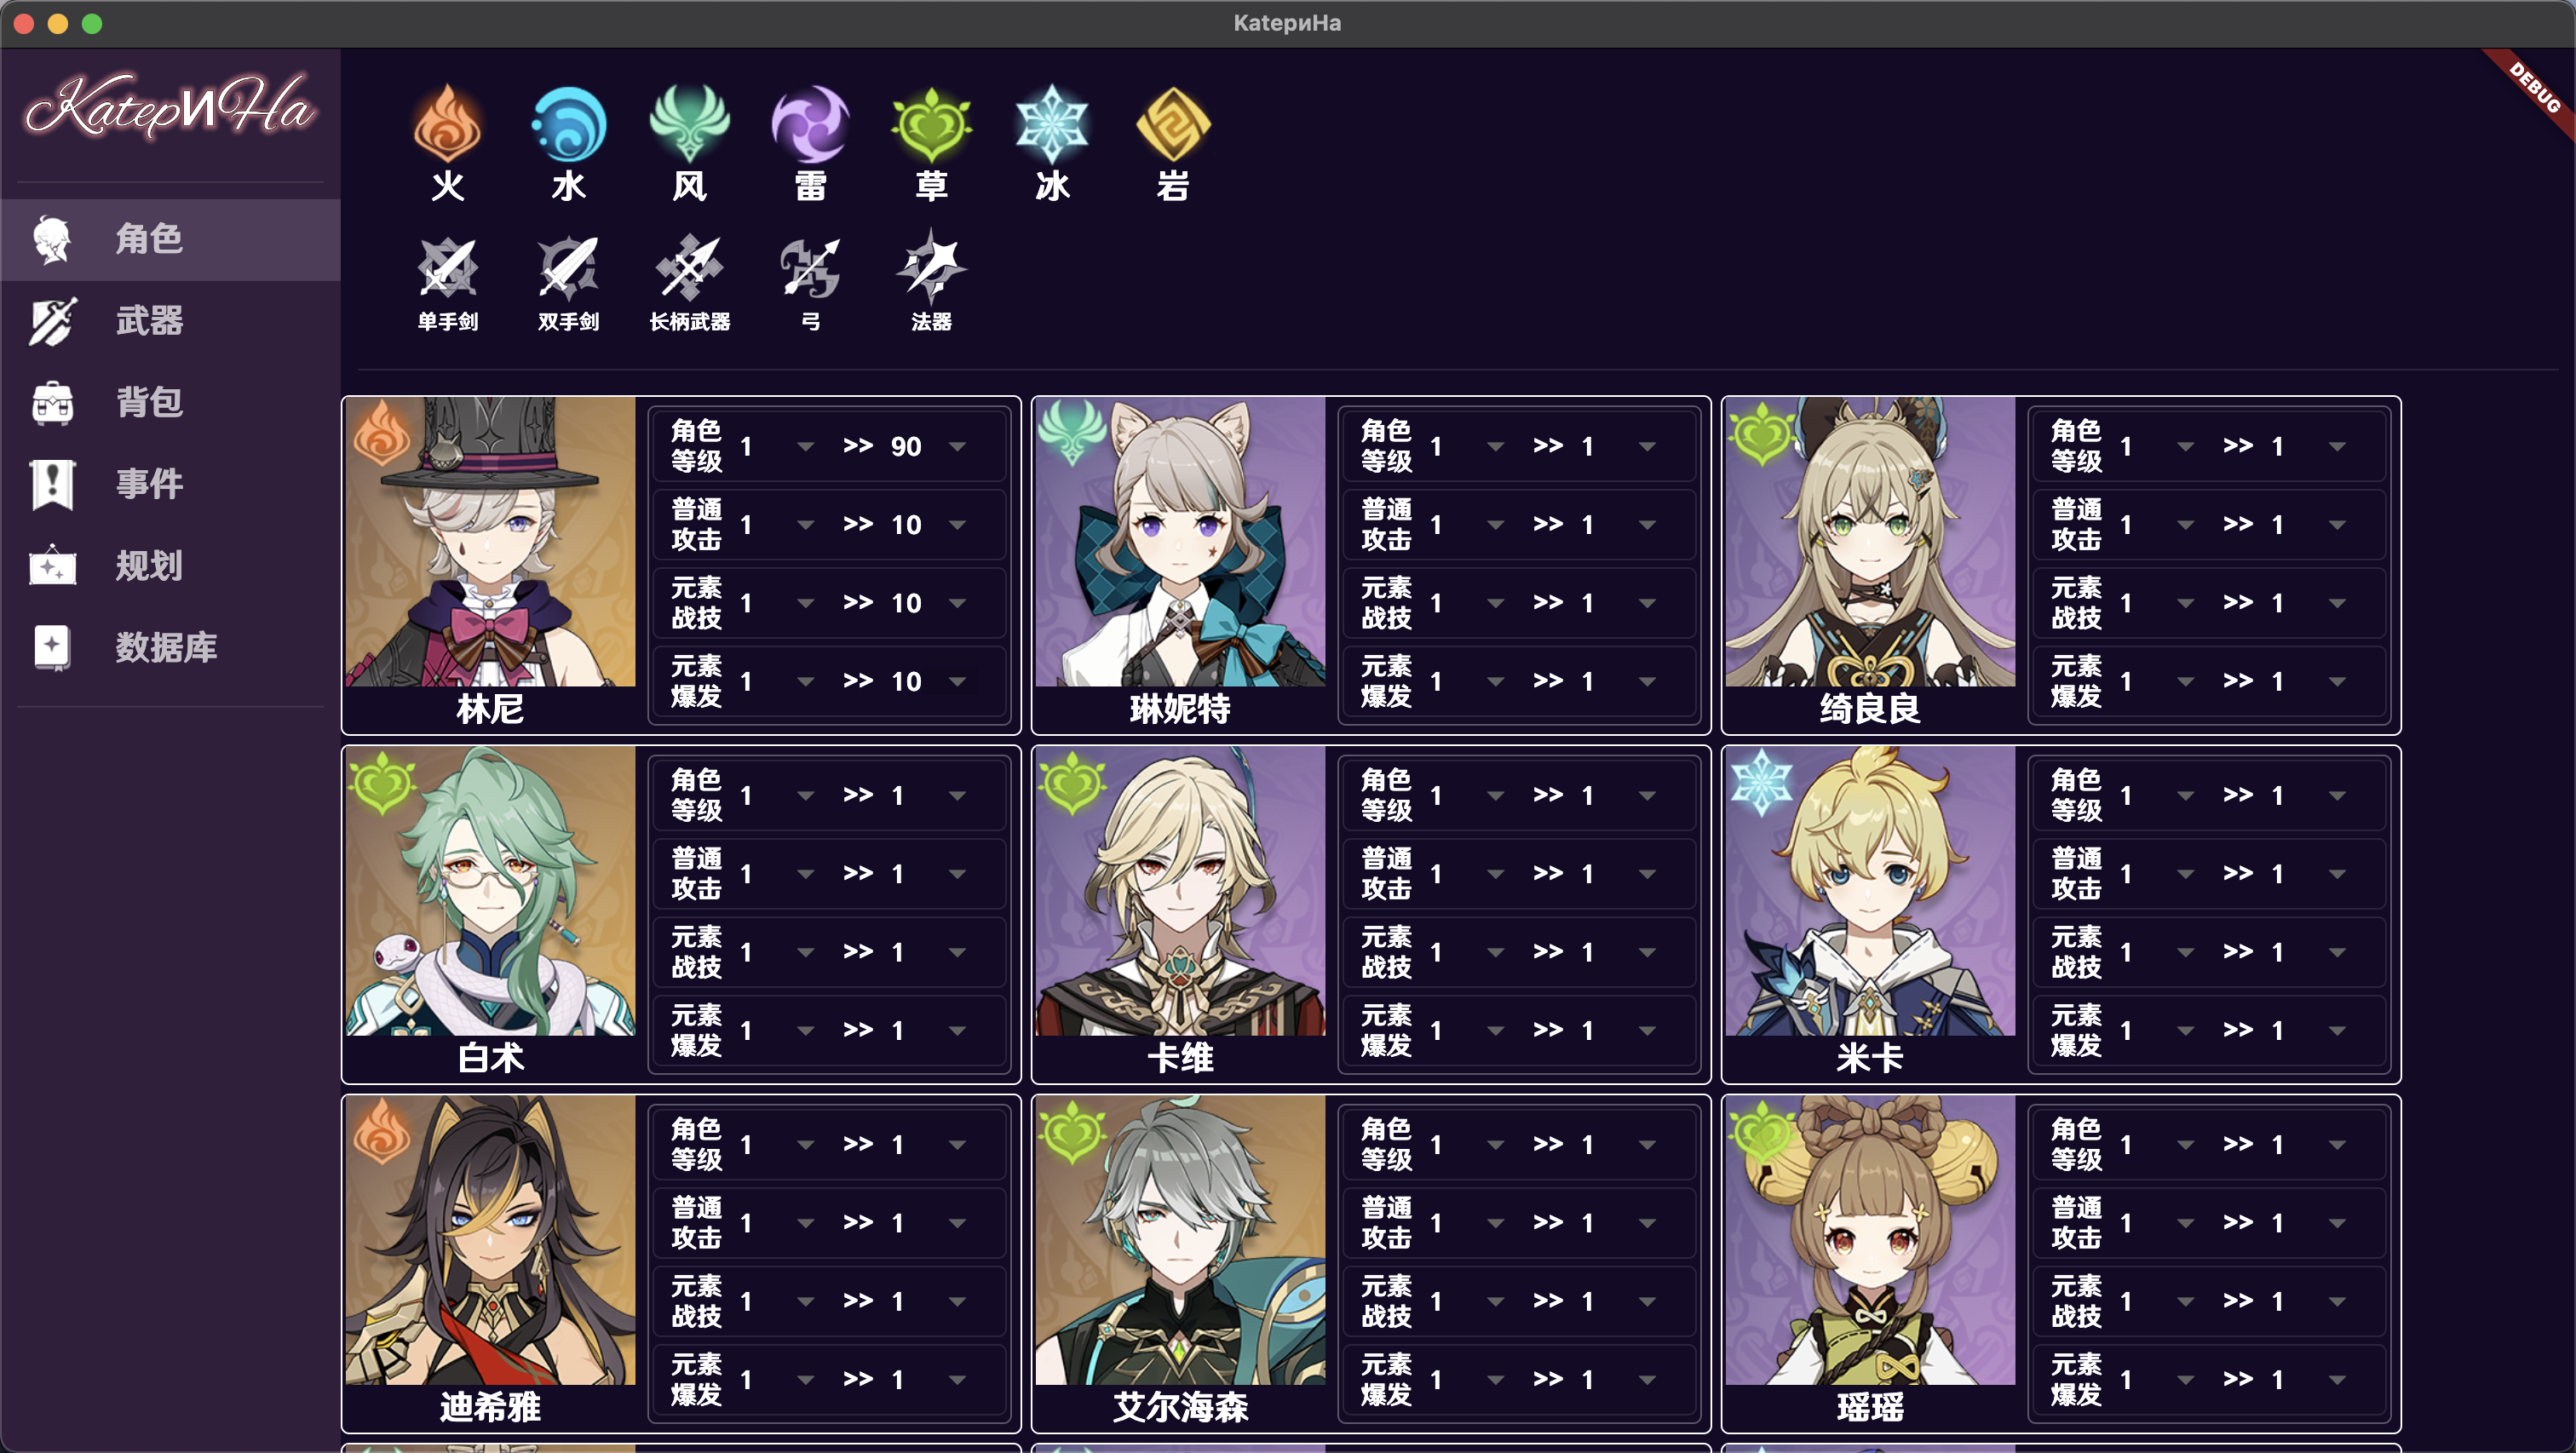 KaтepиHa
DEBUG
KaтepИHa
角色
武器
背包
事件
规划
数据库
火
水
风
雷
草
冰
岩
单手剑
双手剑
长柄武器
弓
法器
角色
等级
1 >> 90
普通
攻击
1 >> 10
元素
战技
1 >> 10
元素
爆发
1 >> 10
林尼
角色
等级
1 >> 1
普通
攻击
1 >> 1
元素
战技
1 >> 1
元素
爆发
1 >> 1
琳妮特
角色
等级
1 >> 1
普通
攻击
1 >> 1
元素
战技
1 >> 1
元素
爆发
1 >> 1
绮良良
角色
等级
1 >> 1
普通
攻击
1 >> 1
元素
战技
1 >> 1
元素
爆发
1 >> 1
白术
角色
等级
1 >> 1
普通
攻击
1 >> 1
元素
战技
1 >> 1
元素
爆发
1 >> 1
卡维
角色
等级
1 >> 1
普通
攻击
1 >> 1
元素
战技
1 >> 1
元素
爆发
1 >> 1
米卡
角色
等级
1 >> 1
普通
攻击
1 >> 1
元素
战技
1 >> 1
元素
爆发
1 >> 1
迪希雅
角色
等级
1 >> 1
普通
攻击
1 >> 1
元素
战技
1 >> 1
元素
爆发
1 >> 1
艾尔海森
角色
等级
1 >> 1
普通
攻击
1 >> 1
元素
战技
1 >> 1
元素
爆发
1 >> 1
瑶瑶